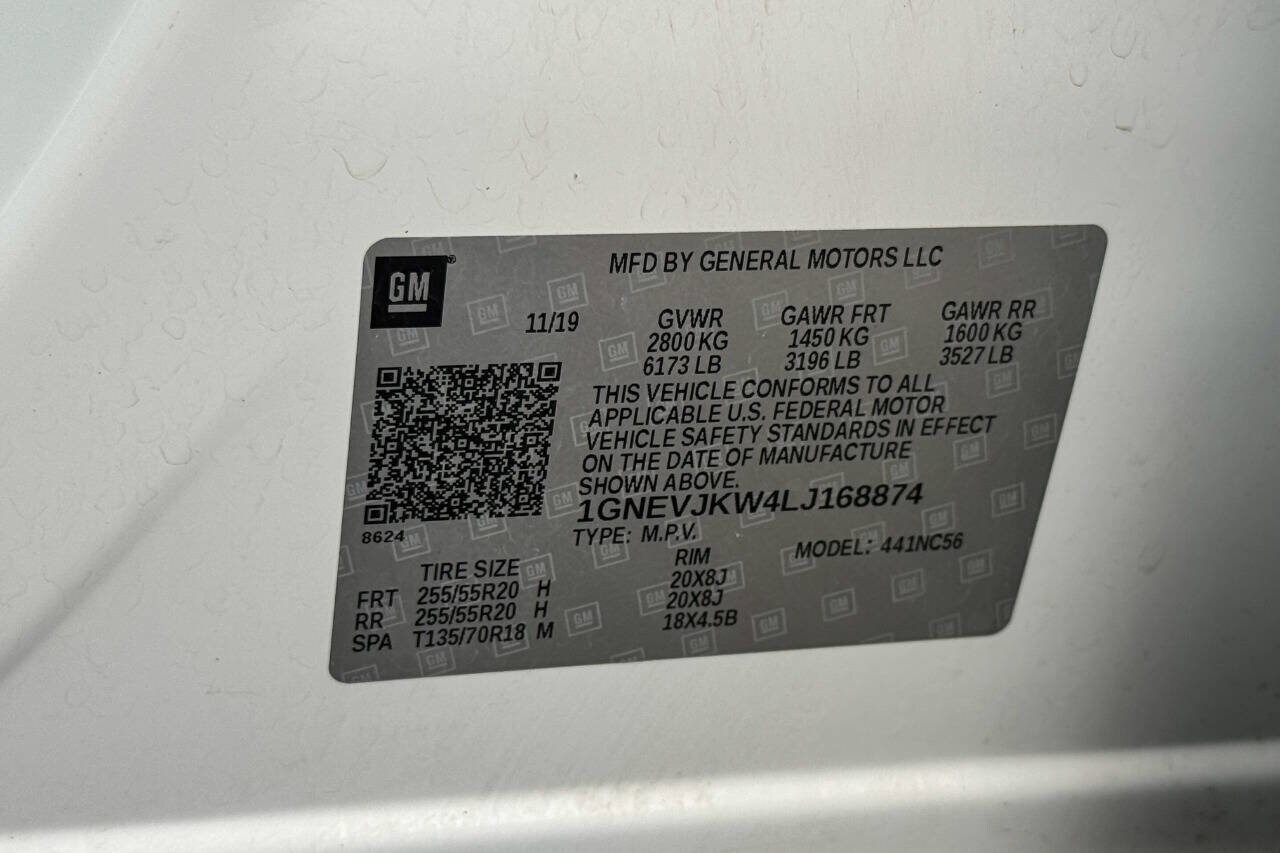 GM
MFD BY GENERAL MOTORS LLC
11/19
GVWR GAWR FRT GAWR RR
2800 KG 1450 KG 1600 KG
6173 LB 3196 LB 3527 LB
THIS VEHICLE CONFORMS TO ALL
APPLICABLE U.S. FEDERAL MOTOR
VEHICLE SAFETY STANDARDS IN EFFECT
ON THE DATE OF MANUFACTURE
SHOWN ABOVE.
1GNEVJKW4LJ168874
8624
TYPE: M.P.V. MODEL: 441NC56
TIRE SIZE RIM
FRT 255/55R20 H 20X8J
RR 255/55R20 H 20X8J
SPA T135/70R18 M 18X4.5B